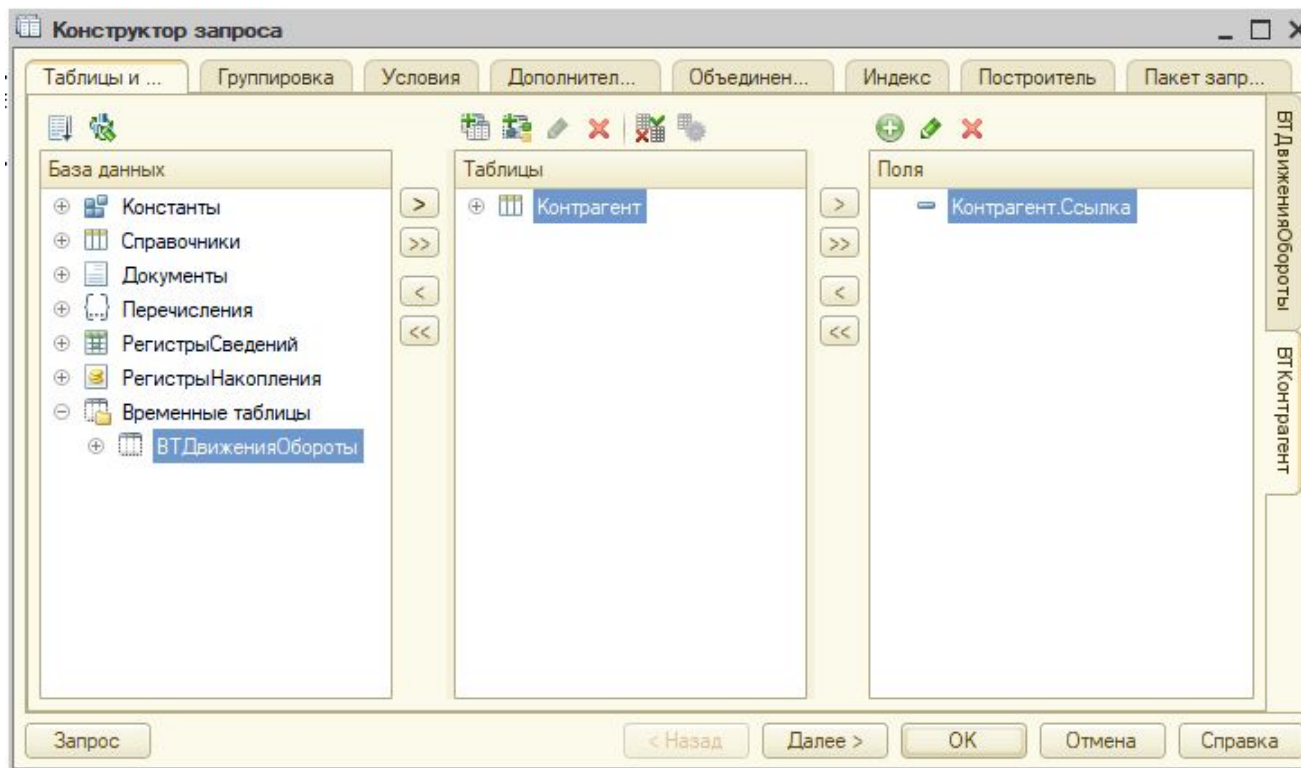 Конструктор запроса
Таблицы и ... Группировка Условия Дополнител... Объединен... Индекс Построитель Пакет запр...
База данных
Константы
Справочники
Документы
Перечисления
РегистрыСведений
РегистрыНакопления
Временные таблицы
ВТДвиженияОбороты
> >> < <<
Таблицы
Контрагент
> >> < <<
Поля
Контрагент.Ссылка
ВТДвиженияОбороты
ВТКонтрагент
Запрос < Назад Далее > OK Отмена Справка